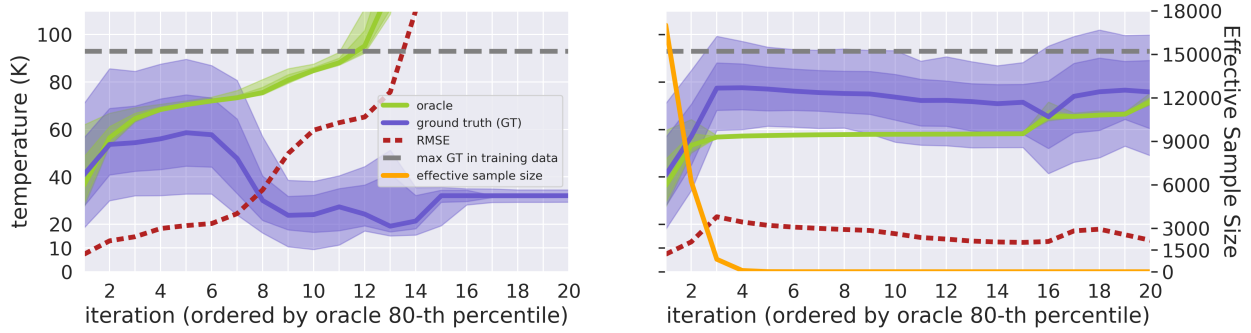 100
80
60
40
20
10
0
temperature (K)
2 4 6 8 10 12 14 16 18 20
iteration (ordered by oracle 80-th percentile)
oracle
ground truth (GT)
RMSE
max GT in training data
effective sample size
18000
15000
12000
9000
6000
3000
1500
0
Effective Sample Size
2 4 6 8 10 12 14 16 18 20
iteration (ordered by oracle 80-th percentile)